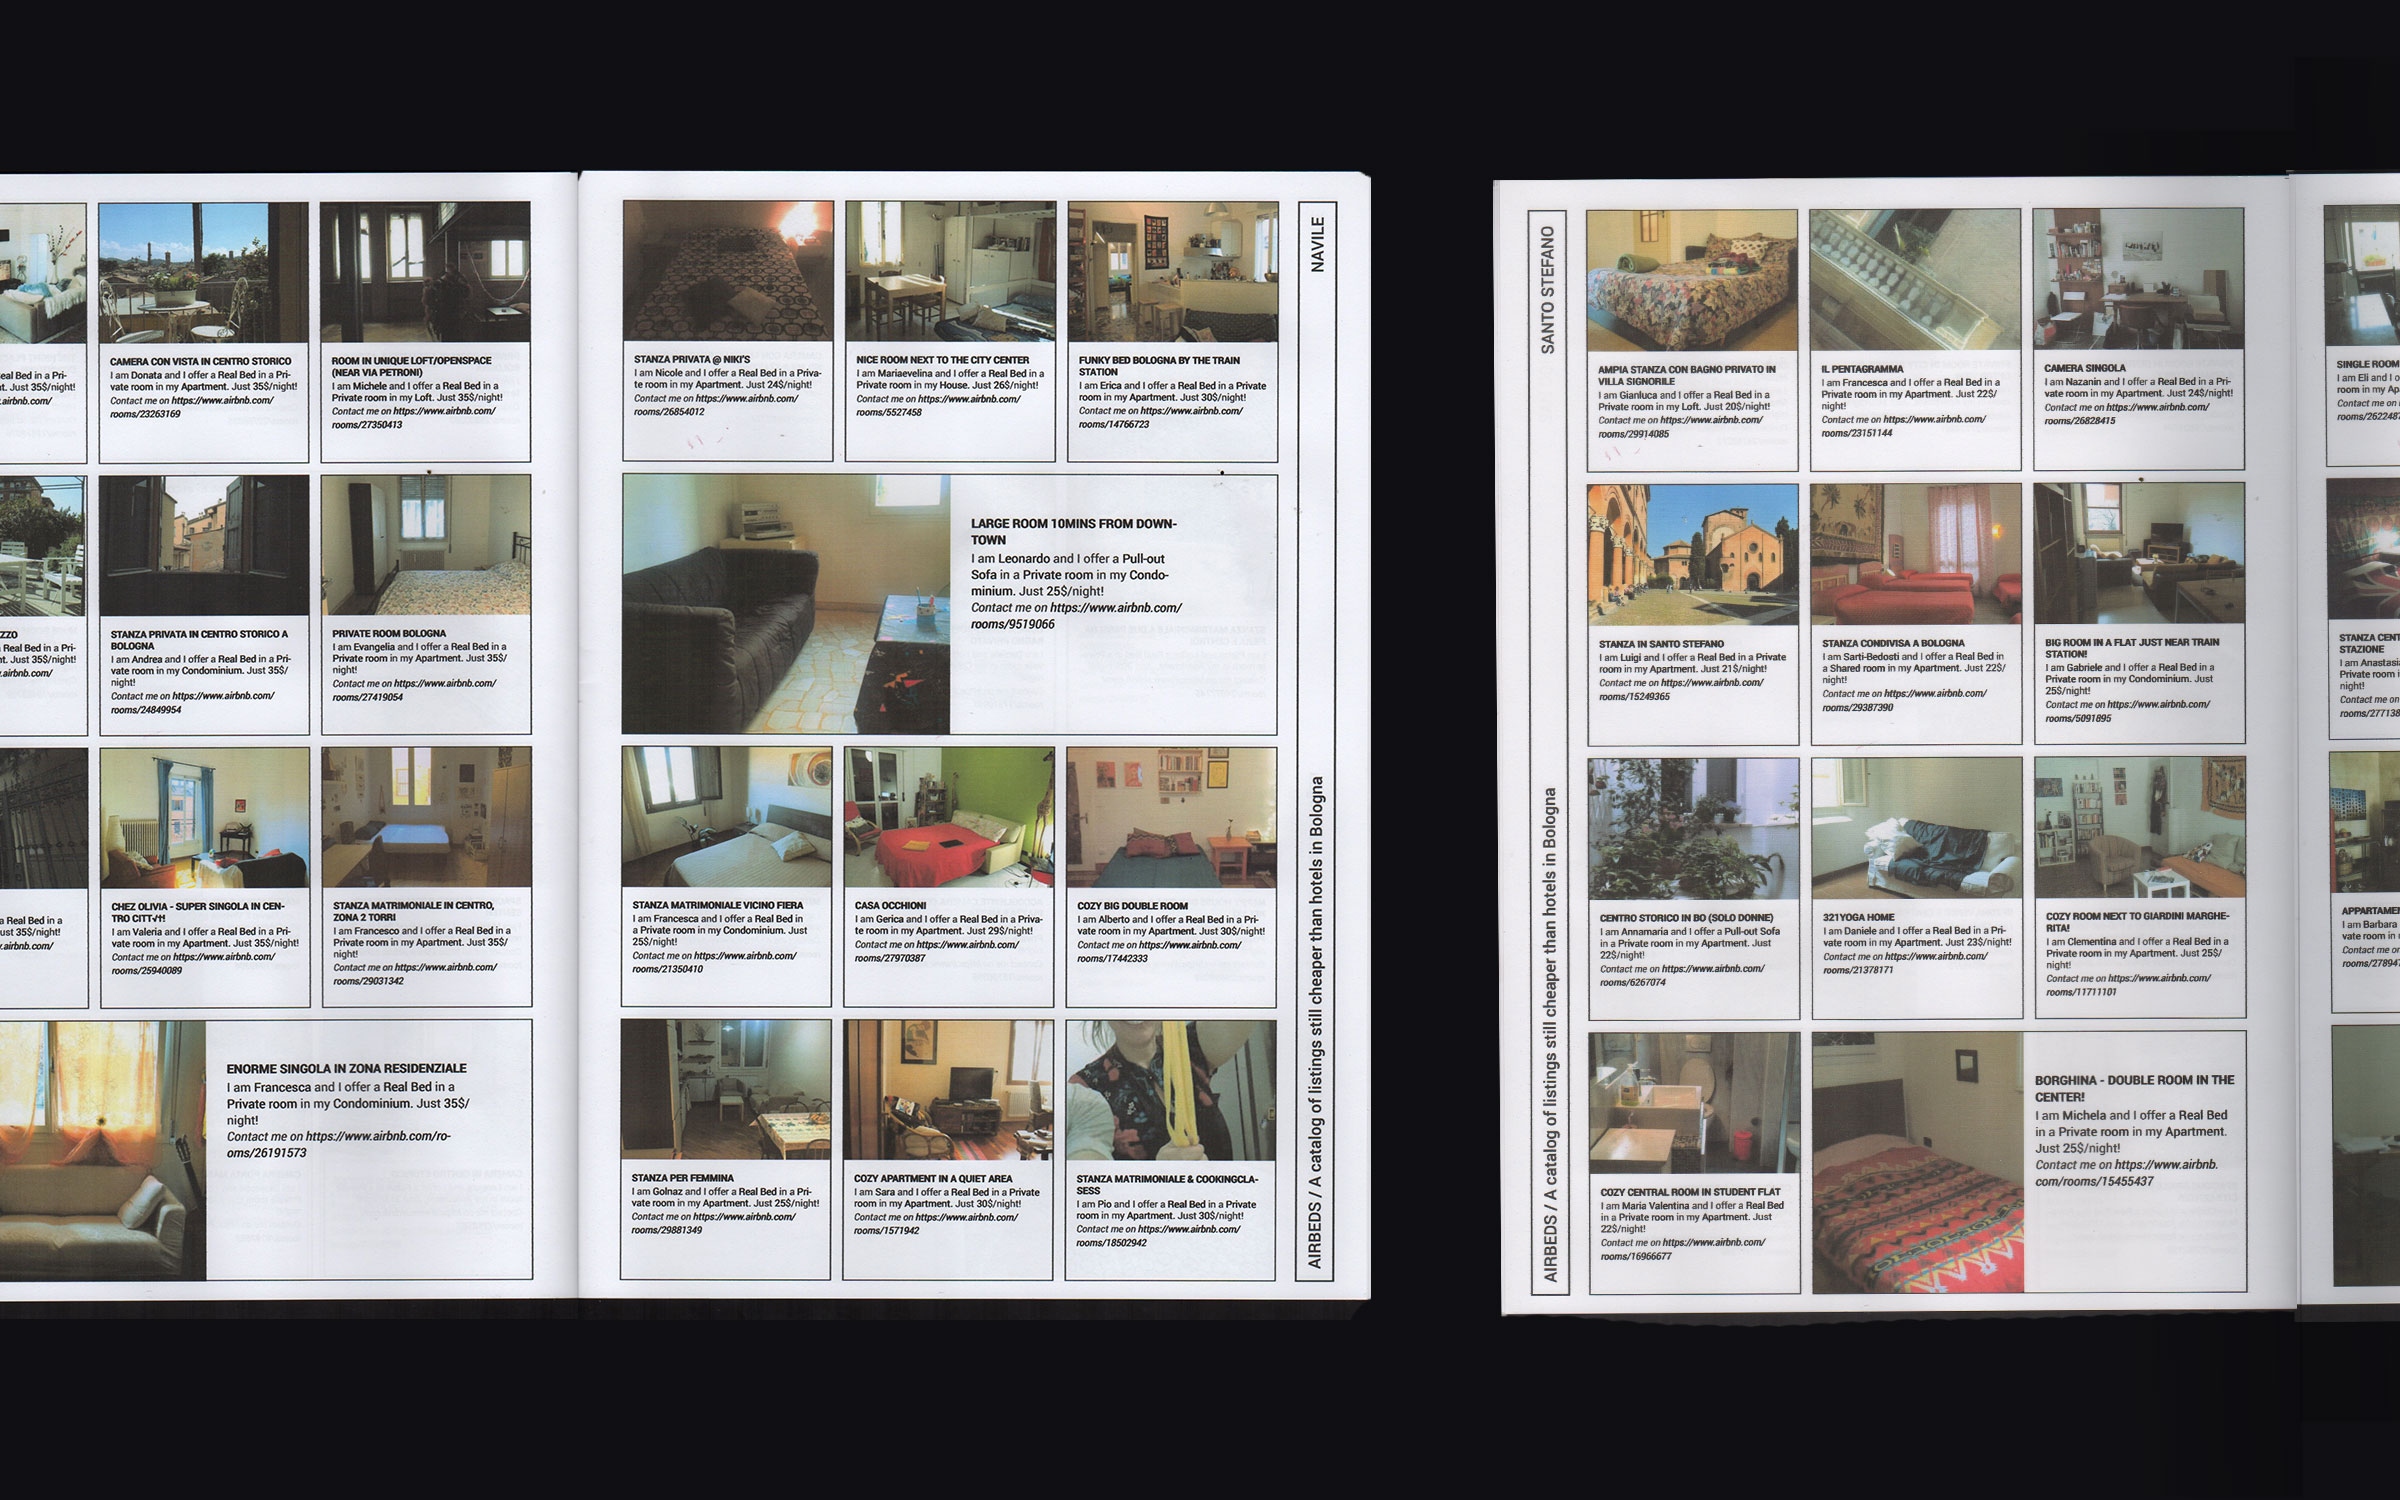 eal Bed in a Pri-
t. Just 35$/night!
.airbnb.com/
CAMERA CON VISTA IN CENTRO STORICO
I am Donata and I offer a Real Bed in a Pri-
vate room in my Apartment. Just 35$/night!
Contact me on https://www.airbnb.com/
rooms/23263169
ROOM IN UNIQUE LOFT/OPENSPACE
(NEAR VIA PETRONI)
I am Michele and I offer a Real Bed in a
Private room in my Loft. Just 35$/night!
Contact me on https://www.airbnb.com/
rooms/27350413
ZZO
Real Bed in a Pri-
t. Just 35$/night!
.airbnb.com/
STANZA PRIVATA IN CENTRO STORICO A
BOLOGNA
I am Andrea and I offer a Real Bed in a Pri-
vate room in my Condominium. Just 35$/
night!
Contact me on https://www.airbnb.com/
rooms/24849954
PRIVATE ROOM BOLOGNA
I am Evangelia and I offer a Real Bed in a
Private room in my Apartment. Just 35$/
night!
Contact me on https://www.airbnb.com/
rooms/27419054
a Real Bed in a
ust 35$/night!
.airbnb.com/
CHEZ OLIVIA - SUPER SINGOLA IN CEN-
TRO CITT√†!
I am Valeria and I offer a Real Bed in a Pri-
vate room in my Apartment. Just 35$/night!
Contact me on https://www.airbnb.com/
rooms/25940089
STANZA MATRIMONIALE IN CENTRO,
ZONA 2 TORRI
I am Francesco and I offer a Real Bed in a
Private room in my Apartment. Just 35$/
night!
Contact me on https://www.airbnb.com/
rooms/29031342
ENORME SINGOLA IN ZONA RESIDENZIALE
I am Francesca and I offer a Real Bed in a
Private room in my Condominium. Just 35$/
night!
Contact me on https://www.airbnb.com/ro-
oms/26191573
STANZA PRIVATA @ NIKI'S
I am Nicole and I offer a Real Bed in a Priva-
te room in my Apartment. Just 24$/night!
Contact me on https://www.airbnb.com/
rooms/26854012
NICE ROOM NEXT TO THE CITY CENTER
I am Mariaevelina and I offer a Real Bed in a
Private room in my House. Just 26$/night!
Contact me on https://www.airbnb.com/
rooms/5527458
FUNKY BED BOLOGNA BY THE TRAIN
STATION
I am Erica and I offer a Real Bed in a Private
room in my Apartment. Just 30$/night!
Contact me on https://www.airbnb.com/
rooms/14766723
LARGE ROOM 10MINS FROM DOWN-
TOWN
I am Leonardo and I offer a Pull-out
Sofa in a Private room in my Condo-
minium. Just 25$/night!
Contact me on https://www.airbnb.com/
rooms/9519066
STANZA MATRIMONIALE VICINO FIERA
I am Francesca and I offer a Real Bed in
a Private room in my Condominium. Just
25$/night!
Contact me on https://www.airbnb.com/
rooms/21350410
CASA OCCHIONI
I am Gerica and I offer a Real Bed in a Priva-
te room in my Apartment. Just 29$/night!
Contact me on https://www.airbnb.com/
rooms/27970387
COZY BIG DOUBLE ROOM
I am Alberto and I offer a Real Bed in a Pri-
vate room in my Apartment. Just 30$/night!
Contact me on https://www.airbnb.com/
rooms/17442333
STANZA PER FEMMINA
I am Golnaz and I offer a Real Bed in a Pri-
vate room in my Apartment. Just 25$/night!
Contact me on https://www.airbnb.com/
rooms/29881349
COZY APARTMENT IN A QUIET AREA
I am Sara and I offer a Real Bed in a Private
room in my Apartment. Just 30$/night!
Contact me on https://www.airbnb.com/
rooms/1571942
STANZA MATRIMONIALE & COOKINGCLA-
SESS
I am Pio and I offer a Real Bed in a Private
room in my Apartment. Just 30$/night!
Contact me on https://www.airbnb.com/
rooms/18502942
NAVILE
AIRBEDS / A catalog of listings still cheaper than hotels in Bologna
SANTO STEFANO
AIRBEDS / A catalog of listings still cheaper than hotels in Bologna
AMPIA STANZA CON BAGNO PRIVATO IN
VILLA SIGNORILE
I am Gianluca and I offer a Real Bed in a
Private room in my Loft. Just 20$/night!
Contact me on https://www.airbnb.com/
rooms/29914085
IL PENTAGRAMMA
I am Francesca and I offer a Real Bed in a
Private room in my Apartment. Just 22$/
night!
Contact me on https://www.airbnb.com/
rooms/23151144
CAMERA SINGOLA
I am Nazanin and I offer a Real Bed in a Pri-
vate room in my Apartment. Just 24$/night!
Contact me on https://www.airbnb.com/
rooms/26828415
STANZA IN SANTO STEFANO
I am Luigi and I offer a Real Bed in a Private
room in my Apartment. Just 21$/night!
Contact me on https://www.airbnb.com/
rooms/15249365
STANZA CONDIVISA A BOLOGNA
I am Sarti-Bedosti and I offer a Real Bed in
a Shared room in my Apartment. Just 22$/
night!
Contact me on https://www.airbnb.com/
rooms/29387390
BIG ROOM IN A FLAT JUST NEAR TRAIN
STATION!
I am Gabriele and I offer a Real Bed in a
Private room in my Condominium. Just
25$/night!
Contact me on https://www.airbnb.com/
rooms/5091895
CENTRO STORICO IN BO (SOLO DONNE)
I am Annamaria and I offer a Pull-out Sofa
in a Private room in my Apartment. Just
22$/night!
Contact me on https://www.airbnb.com/
rooms/6267074
321YOGA HOME
I am Daniele and I offer a Real Bed in a Pri-
vate room in my Apartment. Just 23$/night!
Contact me on https://www.airbnb.com/
rooms/21378171
COZY ROOM NEXT TO GIARDINI MARGHE-
RITA!
I am Clementina and I offer a Real Bed in a
Private room in my Apartment. Just 25$/
night!
Contact me on https://www.airbnb.com/
rooms/11711101
COZY CENTRAL ROOM IN STUDENT FLAT
I am Maria Valentina and I offer a Real Bed
in a Private room in my Apartment. Just
22$/night!
Contact me on https://www.airbnb.com/
rooms/16966677
BORGHINA - DOUBLE ROOM IN THE
CENTER!
I am Michela and I offer a Real Bed
in a Private room in my Apartment.
Just 25$/night!
Contact me on https://www.airbnb.
com/rooms/15455437
SINGLE ROOM
I am Eli and I o
room in my Ap
Contact me on
rooms/2622487
STANZA CENT
STAZIONE
I am Anastasia
Private room i
night!
Contact me on
rooms/277138
APPARTAMEN
I am Barbara
vate room in
Contact me on
rooms/278947